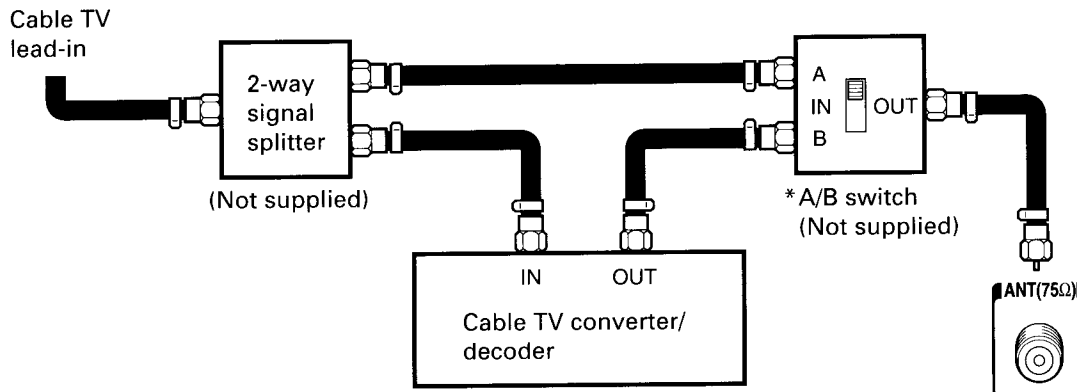 Cable TV
lead-in
2-way
signal
splitter
(Not supplied)
A
IN
B
OUT
*A/B switch
(Not supplied)
IN
OUT
Cable TV converter/
decoder
ANT(75Ω)